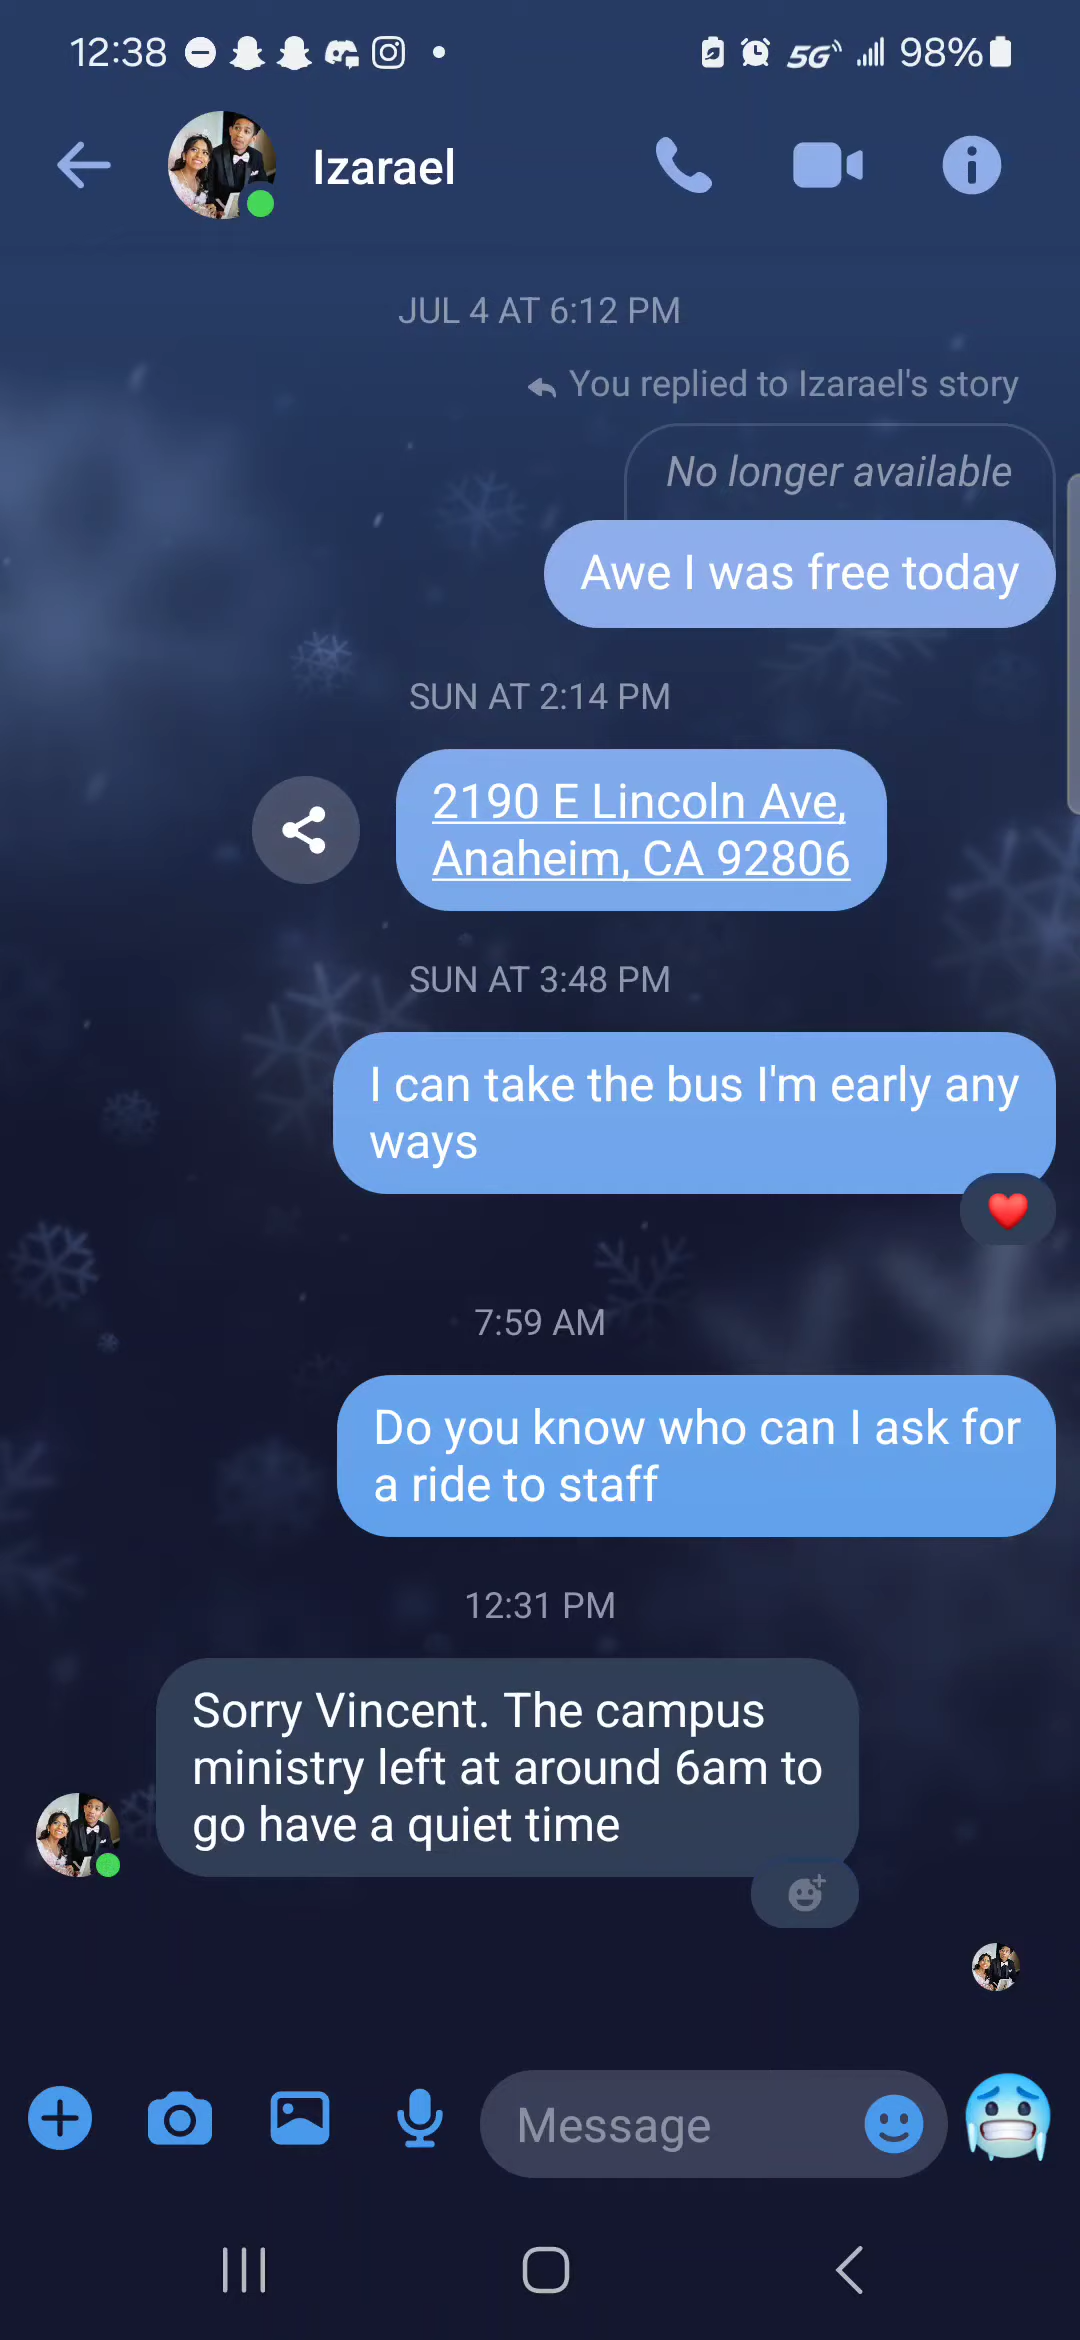 12:38
5G
98%
Izarael
JUL 4 AT 6:12 PM
You replied to Izarael's story
No longer available
Awe I was free today
SUN AT 2:14 PM
2190 E Lincoln Ave,
Anaheim, CA 92806
SUN AT 3:48 PM
I can take the bus I'm early any
ways
7:59 AM
Do you know who can I ask for
a ride to staff
12:31 PM
Sorry Vincent. The campus
ministry left at around 6am to
go have a quiet time
Message